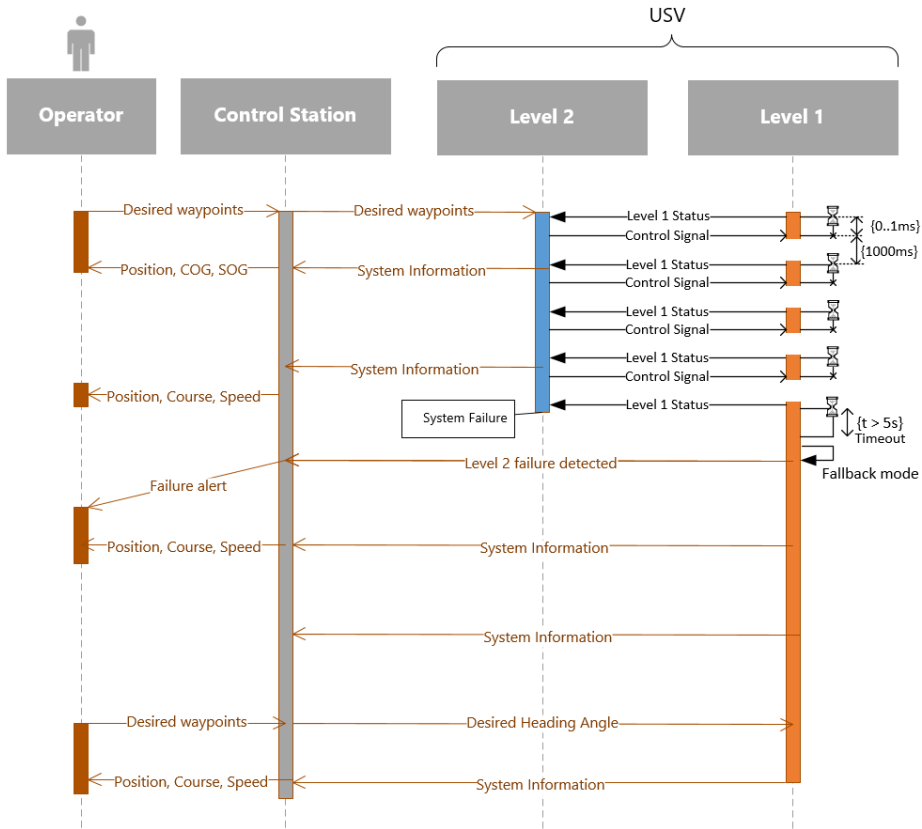 USV
Operator
Control Station
Level 2
Level 1
Desired waypoints
Desired waypoints
Level 1 Status
{0..1ms}
Control Signal
{1000ms}
Position, COG, SOG
System Information
Level 1 Status
Control Signal
Level 1 Status
Control Signal
Level 1 Status
System Information
Control Signal
Position, Course, Speed
Level 1 Status
System Failure
{t > 5s}
Timeout
Level 2 failure detected
Fallback mode
Failure alert
Position, Course, Speed
System Information
System Information
Desired waypoints
Desired Heading Angle
Position, Course, Speed
System Information